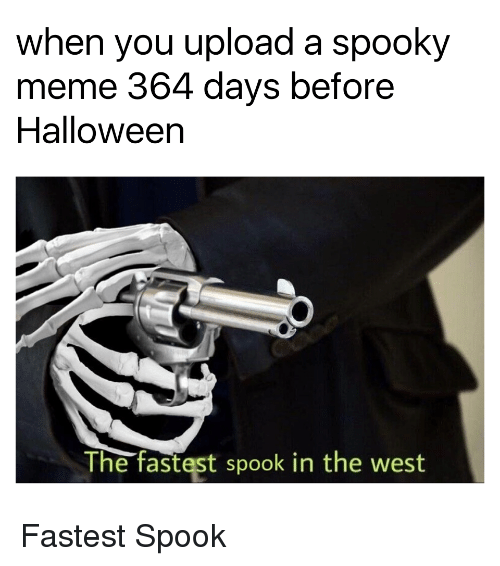 when you upload a spooky
meme 364 days before
Halloween
The fastest spook in the west
Fastest Spook